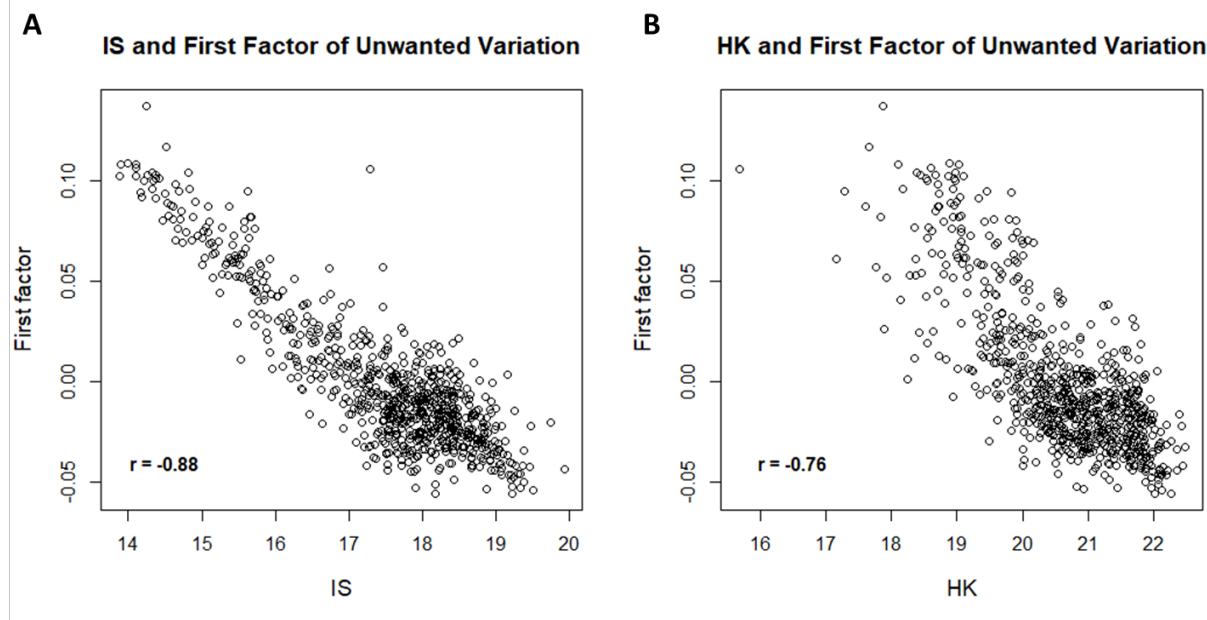 A
IS and First Factor of Unwanted Variation
First factor
0.10
0.05
0.00
-0.05
r = -0.88
14 15 16 17 18 19 20
IS
B
HK and First Factor of Unwanted Variation
First factor
0.10
0.05
0.00
-0.05
r = -0.76
16 17 18 19 20 21 22
HK